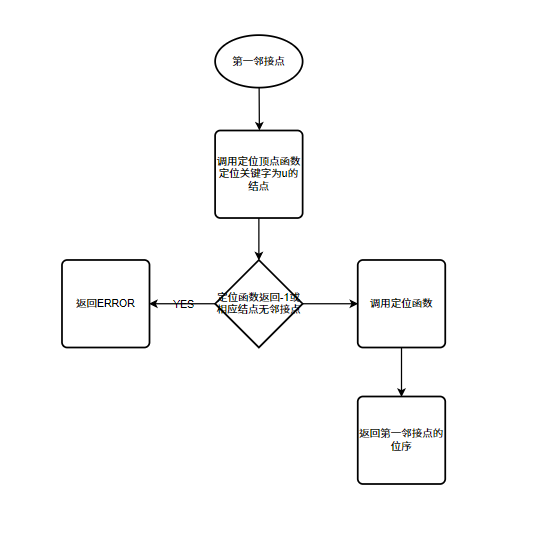 第一邻接点
调用定位顶点函数
定位关键字为u的
结点
定位函数返回-1或
相应结点无邻接点
YES
返回ERROR
调用定位函数
返回第一邻接点的
位序